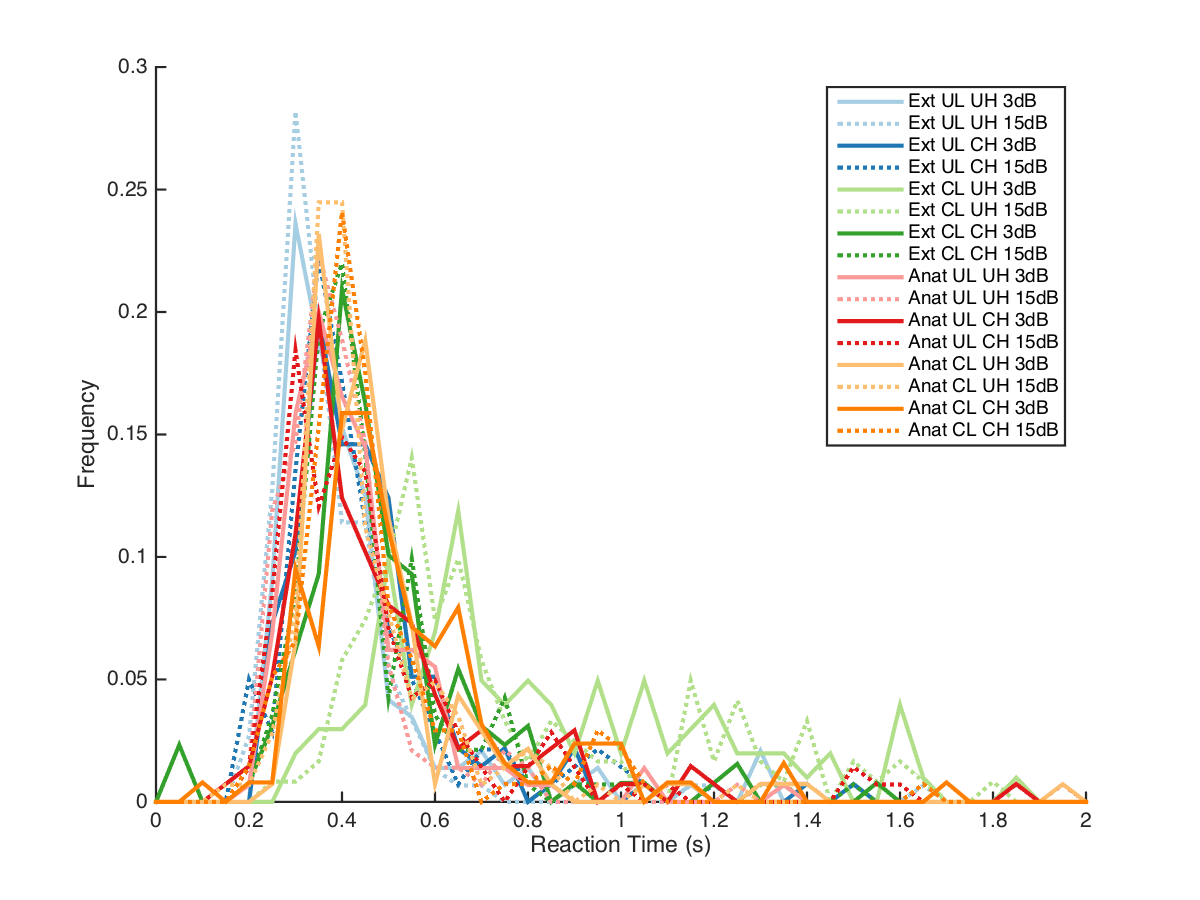 0.3
0.25
0.2
0.15
0.1
0.05
0
Frequency
0
0.2
0.4
0.6
0.8
1
1.2
1.4
1.6
1.8
2
Reaction Time (s)
Ext UL UH 3dB
Ext UL UH 15dB
Ext UL CH 3dB
Ext UL CH 15dB
Ext CL UH 3dB
Ext CL UH 15dB
Ext CL CH 3dB
Ext CL CH 15dB
Anat UL UH 3dB
Anat UL UH 15dB
Anat UL CH 3dB
Anat UL CH 15dB
Anat CL UH 3dB
Anat CL UH 15dB
Anat CL CH 3dB
Anat CL CH 15dB